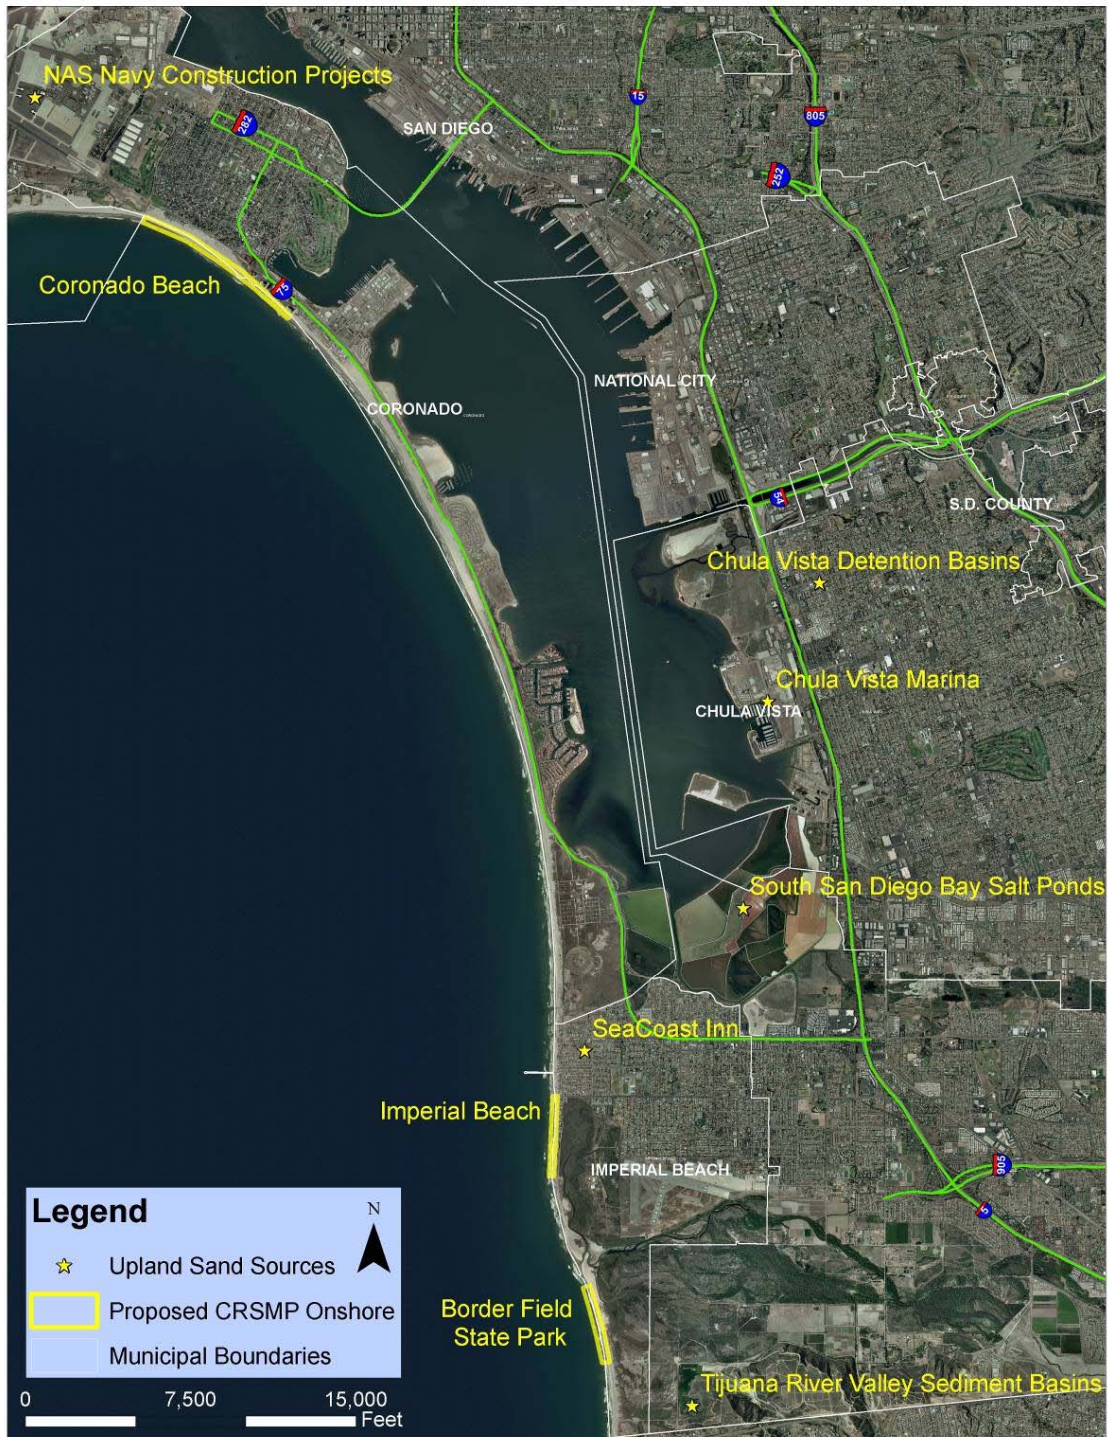 NAS Navy Construction Projects
282
SAN DIEGO
15
805
252
Coronado Beach
75
NATIONAL CITY
CORONADO
CORONADO
54
S.D. COUNTY
Chula Vista Detention Basins
Chula Vista Marina
CHULA VISTA
South San Diego Bay Salt Ponds
SeaCoast Inn
Imperial Beach
IMPERIAL BEACH
905
5
Legend
N
Upland Sand Sources
Proposed CRSMP Onshore
Municipal Boundaries
Border Field
State Park
Tijuana River Valley Sediment Basins
0 7,500 15,000
Feet